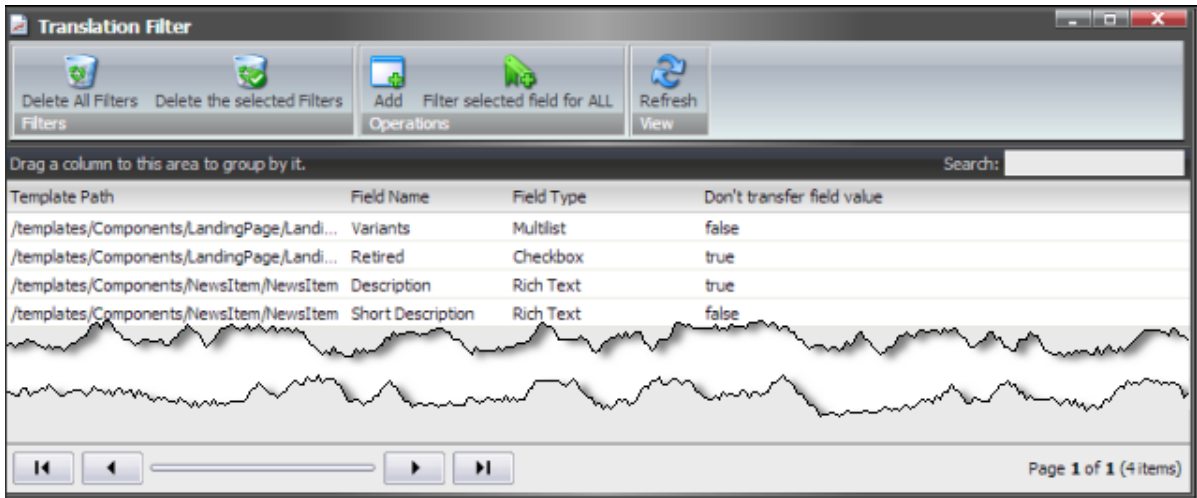 Translation Filter
Delete All Filters Delete the selected Filters Add Filter selected field for ALL Refresh
Filters Operations View
Drag a column to this area to group by it. Search:
Template Path Field Name Field Type Don't transfer field value
/templates/Components/LandingPage/Landi... Variants Multilist false
/templates/Components/LandingPage/Landi... Retired Checkbox true
/templates/Components/NewsItem/NewsItem Description Rich Text true
/templates/Components/NewsItem/NewsItem Short Description Rich Text false
Page 1 of 1 (4 items)